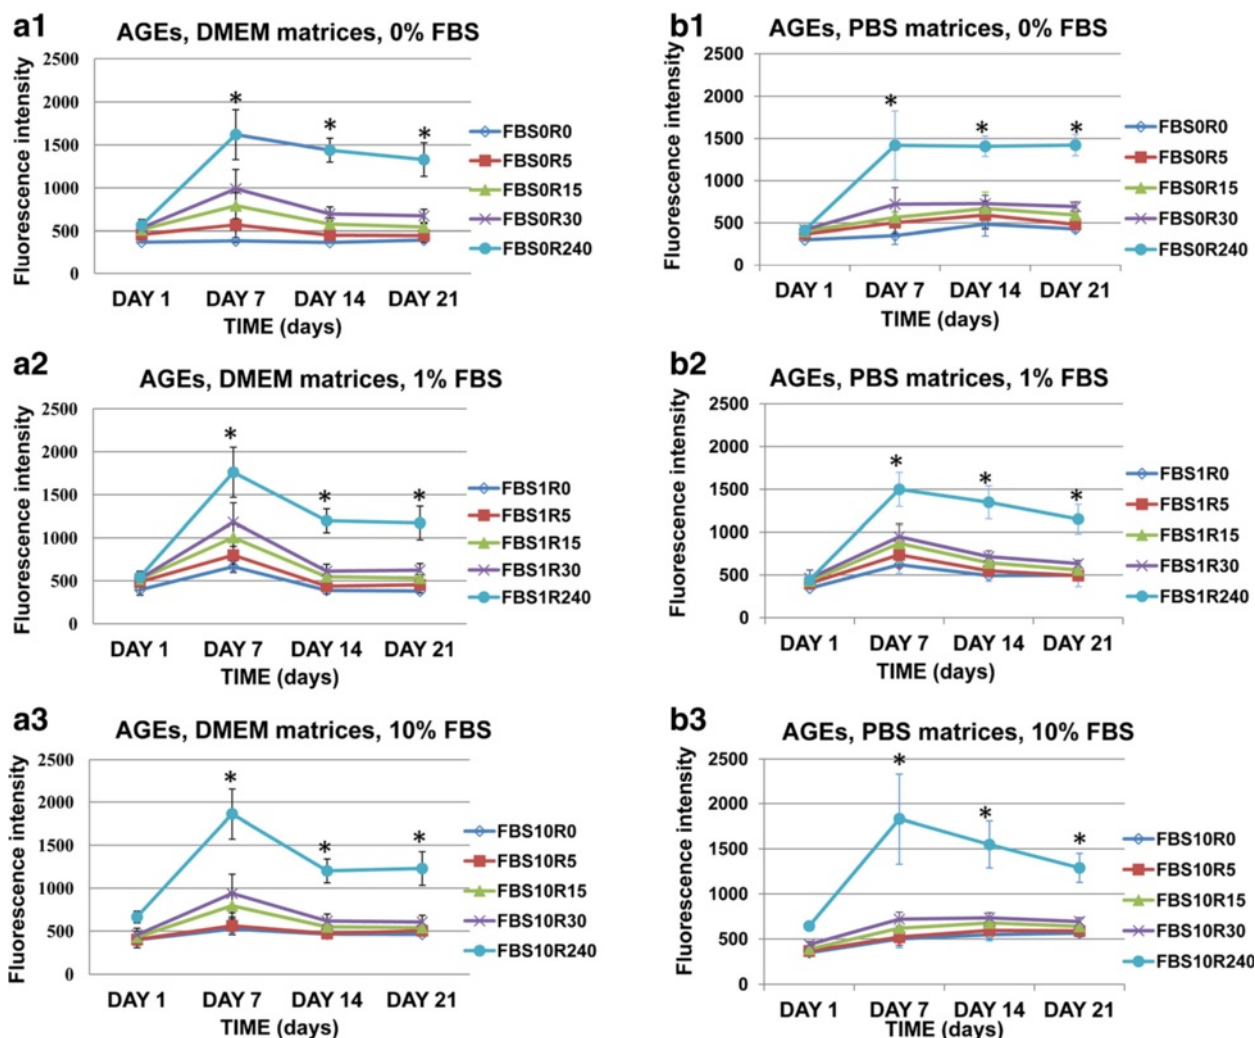 a1
AGEs, DMEM matrices, 0% FBS
Fluorescence intensity
2500
2000
1500
1000
500
0
DAY 1 DAY 7 DAY 14 DAY 21
TIME (days)
FBS0R0
FBS0R5
FBS0R15
FBS0R30
FBS0R240
* * *
b1
AGEs, PBS matrices, 0% FBS
Fluorescence intensity
2500
2000
1500
1000
500
0
DAY 1 DAY 7 DAY 14 DAY 21
TIME (days)
FBS0R0
FBS0R5
FBS0R15
FBS0R30
FBS0R240
* * *
a2
AGEs, DMEM matrices, 1% FBS
Fluorescence intensity
2500
2000
1500
1000
500
0
DAY 1 DAY 7 DAY 14 DAY 21
TIME (days)
FBS1R0
FBS1R5
FBS1R15
FBS1R30
FBS1R240
* * *
b2
AGEs, PBS matrices, 1% FBS
Fluorescence intensity
2500
2000
1500
1000
500
0
DAY 1 DAY 7 DAY 14 DAY 21
TIME (days)
FBS1R0
FBS1R5
FBS1R15
FBS1R30
FBS1R240
* * *
a3
AGEs, DMEM matrices, 10% FBS
Fluorescence intensity
2500
2000
1500
1000
500
0
DAY 1 DAY 7 DAY 14 DAY 21
TIME (days)
FBS10R0
FBS10R5
FBS10R15
FBS10R30
FBS10R240
* * *
b3
AGEs, PBS matrices, 10% FBS
Fluorescence intensity
2500
2000
1500
1000
500
0
DAY 1 DAY 7 DAY 14 DAY 21
TIME (days)
FBS10R0
FBS10R5
FBS10R15
FBS10R30
FBS10R240
* * *